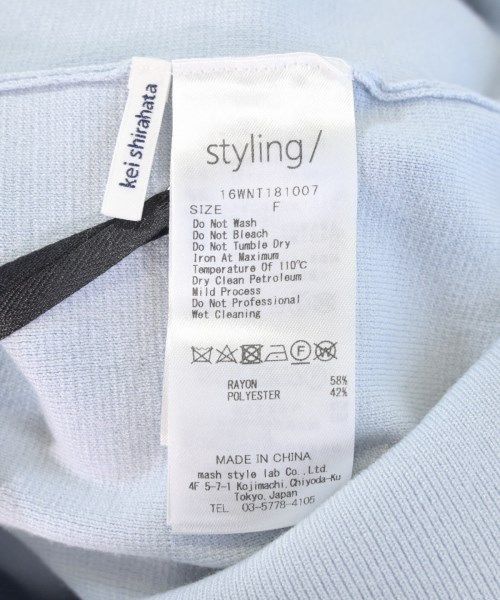 kei shirahata
styling/
16WNT181007
SIZE F
Do Not Wash
Do Not Bleach
Do Not Tumble Dry
Iron At Maximum
Temperature Of 110°C
Dry Clean Petroleum
Mild Process
Do Not Professional
Wet Cleaning
F W
RAYON 58%
POLYESTER 42%
MADE IN CHINA
mash style lab Co.,Ltd.
4F 5-7-1 Kojimachi,Chiyoda-Ku
Tokyo,Japan
TEL 03-5778-4105